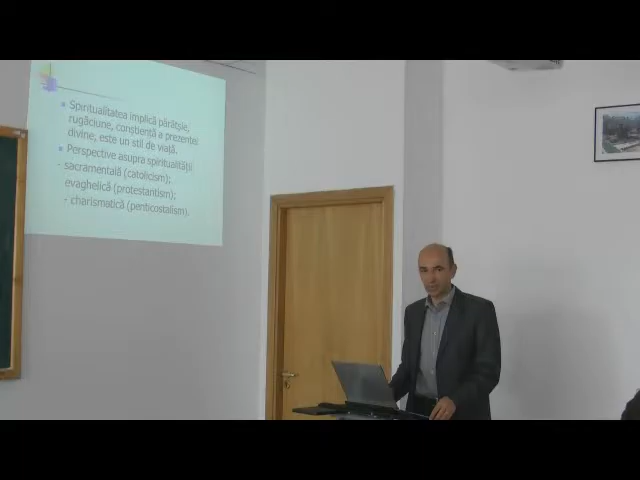 Spiritualitatea implică părtășie,
rugăciune, conștiență a prezenței
divine, este un stil de viață.
Perspective asupra spiritualității
- sacramentală (catolicism);
evaghelică (protestantism);
- charismatică (penticostalism).